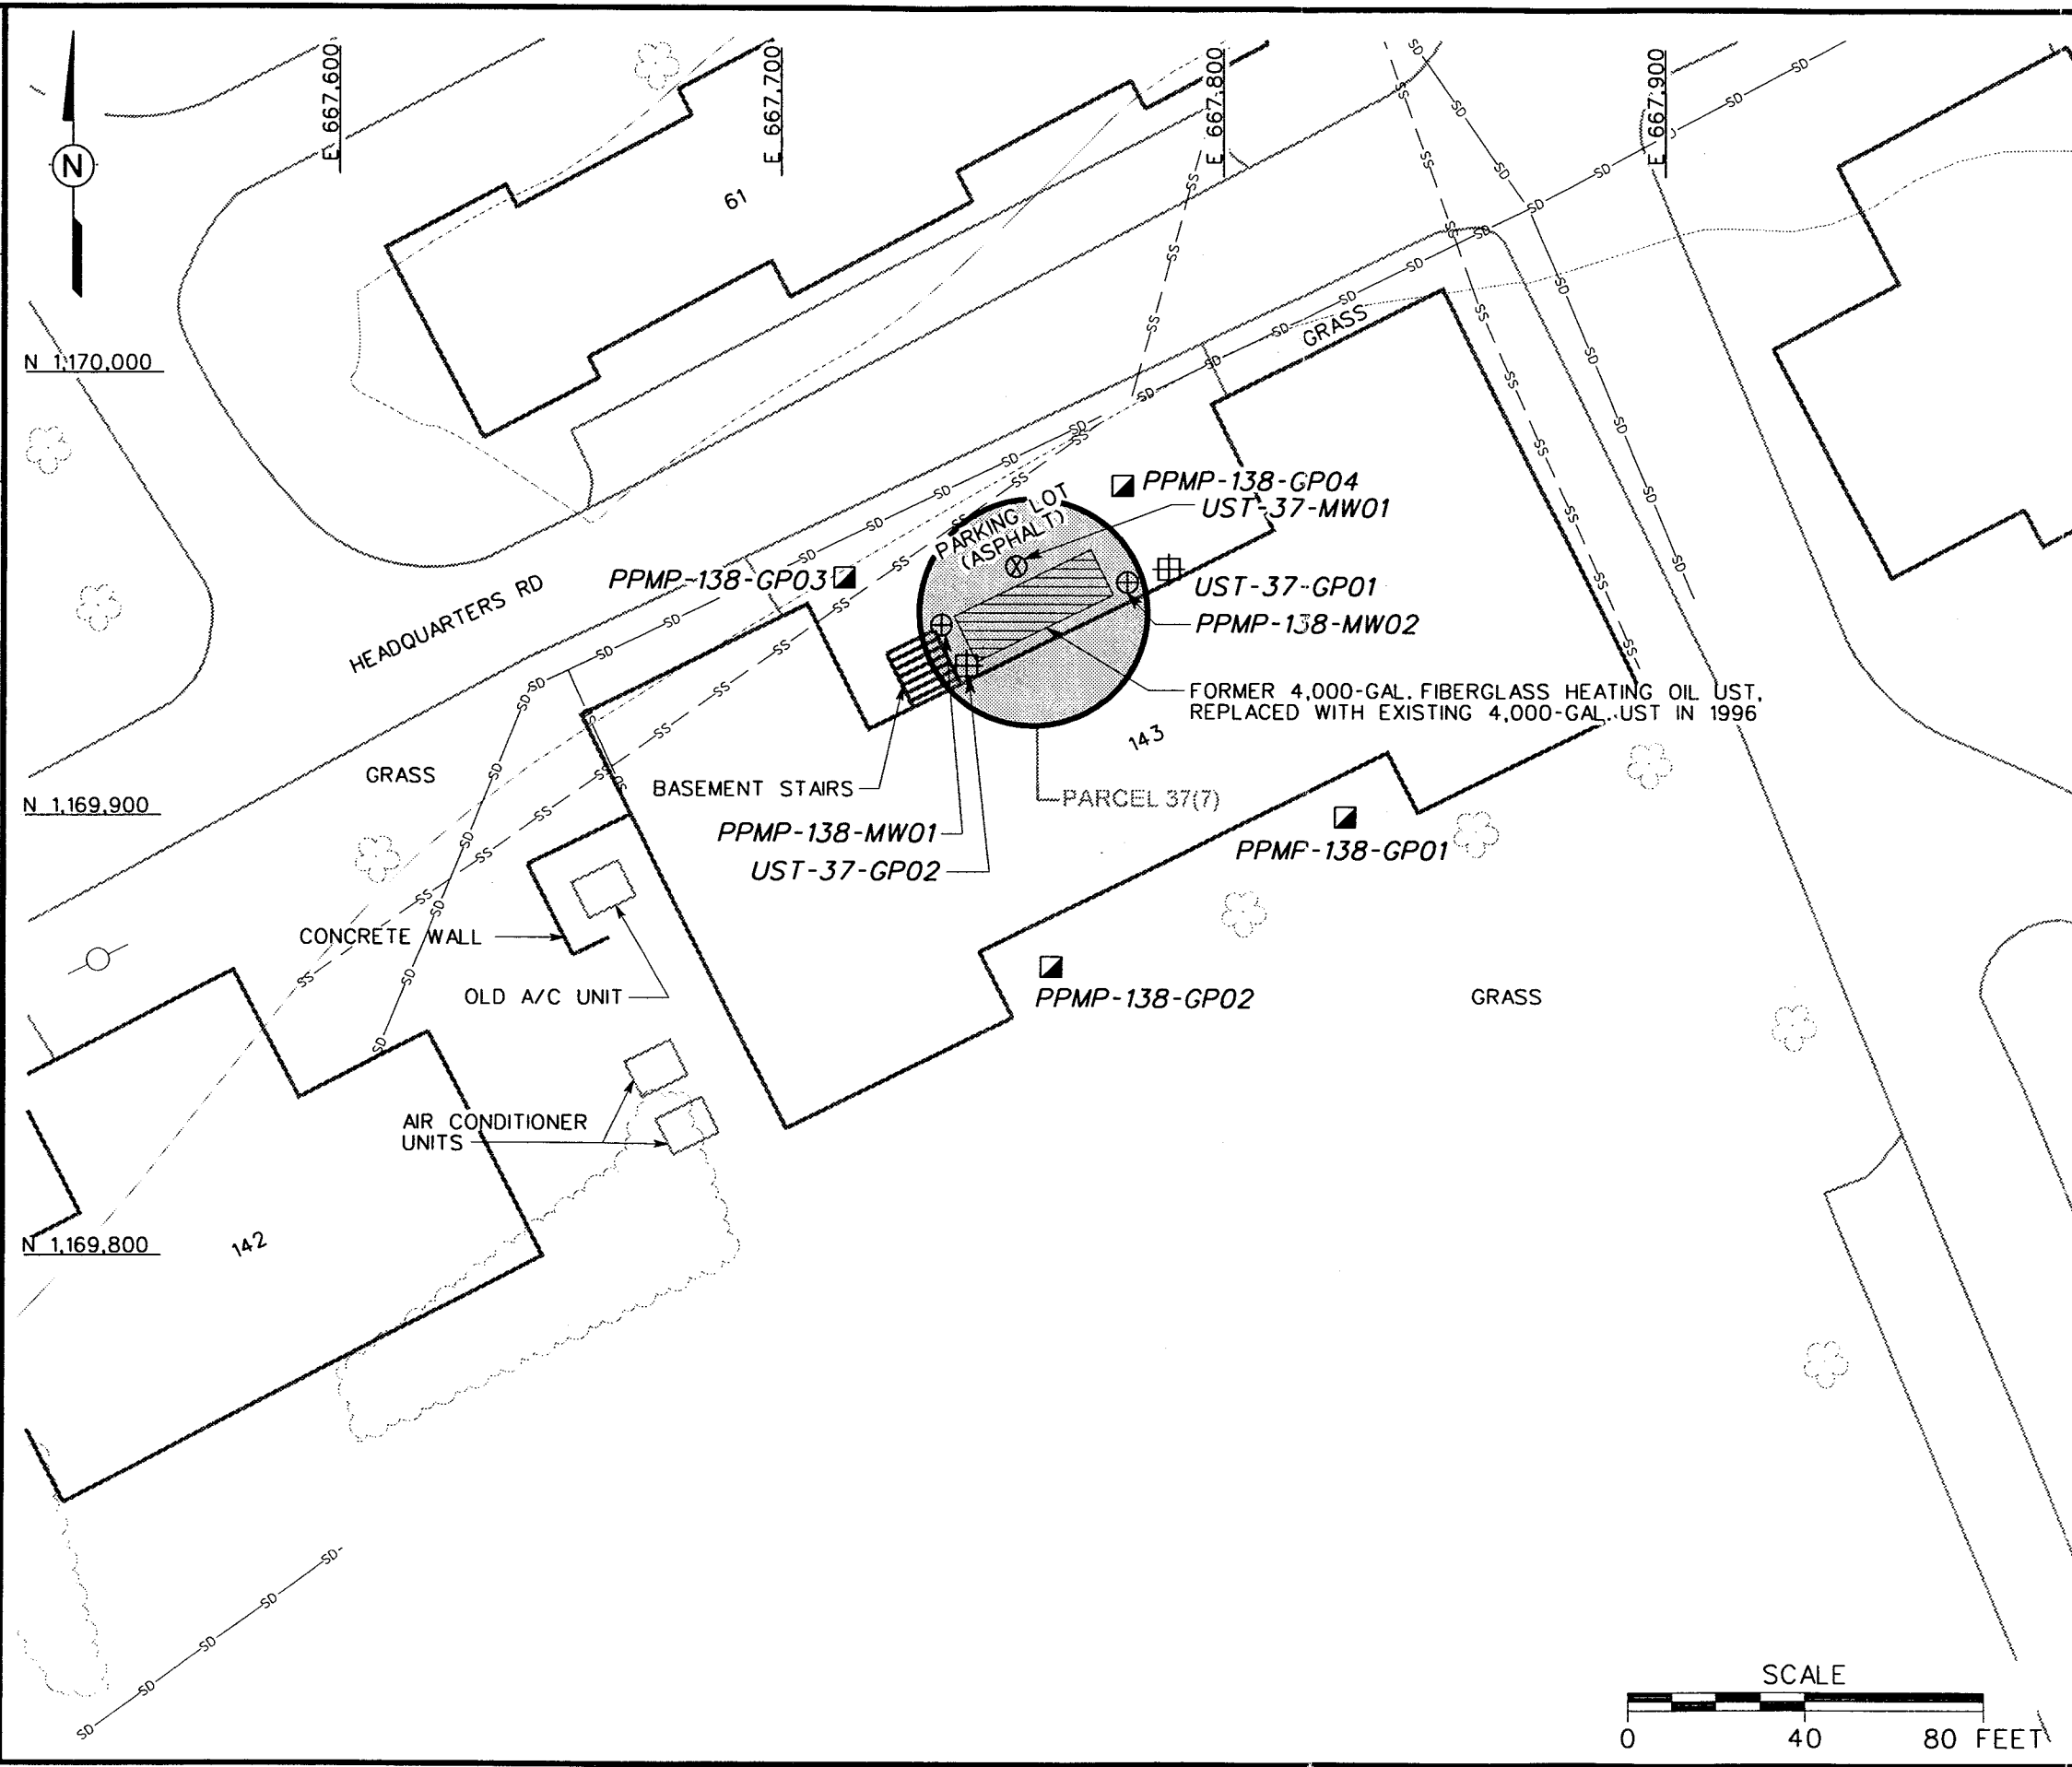 E 667,600
E 667,700
E 667,800
E 667,900
N
61
N 1,170,000
GRASS
PPMP-138-GP04
UST-37-MW01
PARKING LOT
(ASPHALT)
PPMP-138-GP03
UST-37-GP01
PPMP-138-MW02
HEADQUARTERS RD
FORMER 4,000-GAL. FIBERGLASS HEATING OIL UST,
REPLACED WITH EXISTING 4,000-GAL. UST IN 1996
143
GRASS
BASEMENT STAIRS
PARCEL 37(7)
N 1,169,900
PPMP-138-MW01
PPMP-138-GP01
UST-37-GP02
CONCRETE WALL
OLD A/C UNIT
PPMP-138-GP02
GRASS
AIR CONDITIONER
UNITS
N 1,169,800
142
SD
SS
SCALE
0 40 80 FEET